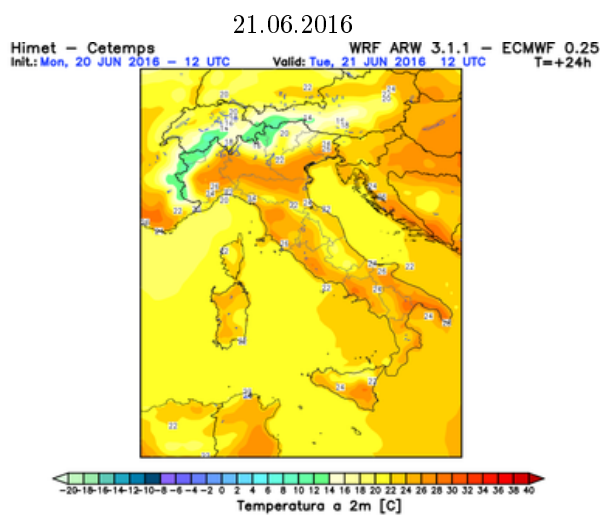 21.06.2016
Himet – Cetemps WRF ARW 3.1.1 – ECMWF 0.25
Init.: Mon, 20 JUN 2016 – 12 UTC Valid: Tue, 21 JUN 2016 12 UTC T=+24h
-20-18-16-14-12-10 -8 -6 -4 -2 0 2 4 6 8 10 12 14 16 18 20 22 24 26 28 30 32 34 36 38 40
Temperatura a 2m [C]